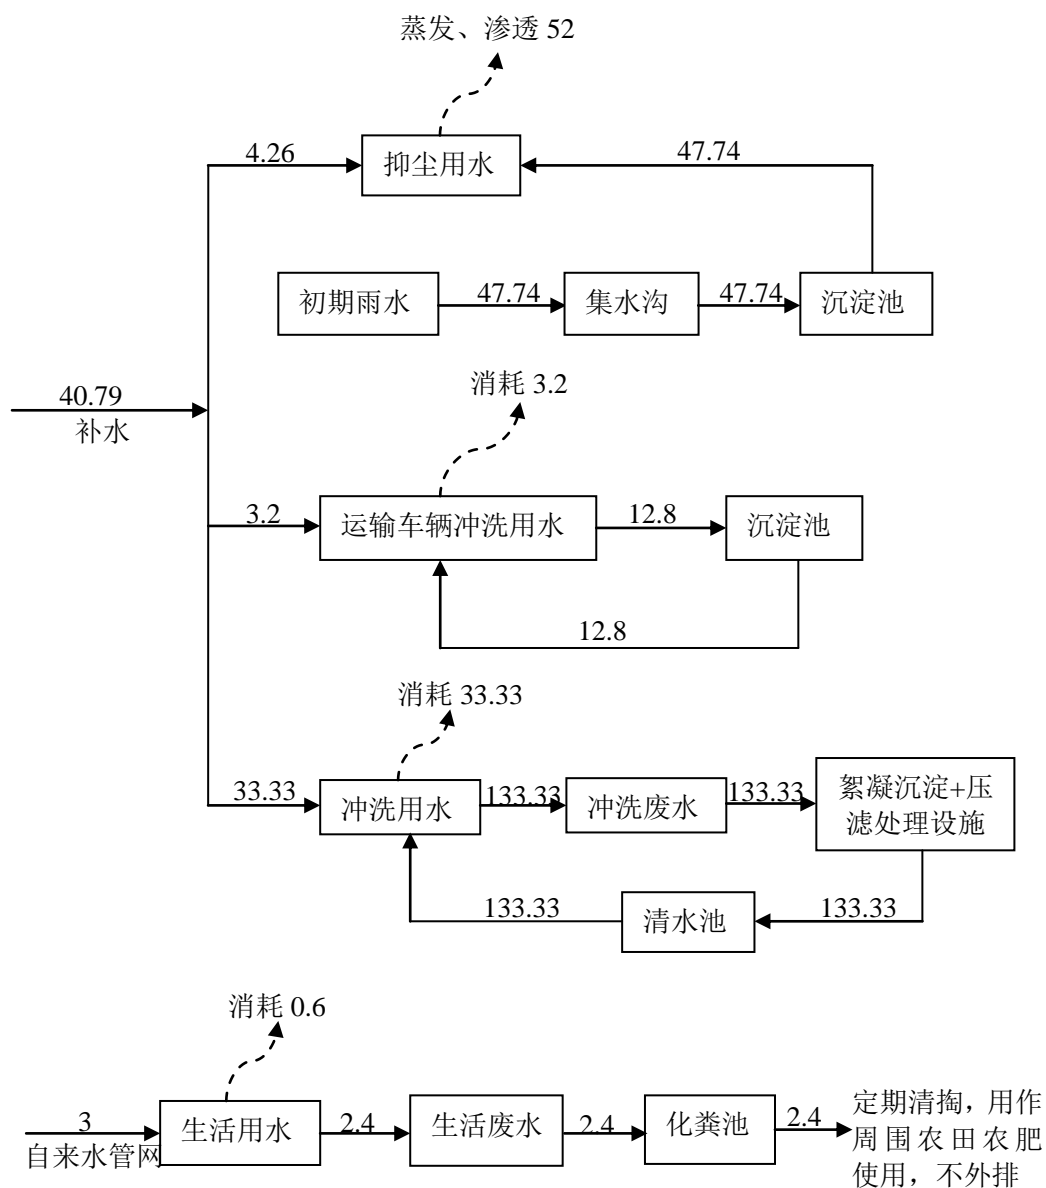 蒸发、渗透 52
4.26
抑尘用水
47.74
初期雨水
47.74
集水沟
47.74
沉淀池
40.79
补水
消耗 3.2
3.2
运输车辆冲洗用水
12.8
沉淀池
12.8
消耗 33.33
33.33
冲洗用水
133.33
冲洗废水
133.33
絮凝沉淀+压
滤处理设施
133.33
清水池
133.33
消耗 0.6
3
自来水管网
生活用水
2.4
生活废水
2.4
化粪池
2.4
定期清掏，用作
周围农田农肥
使用，不外排